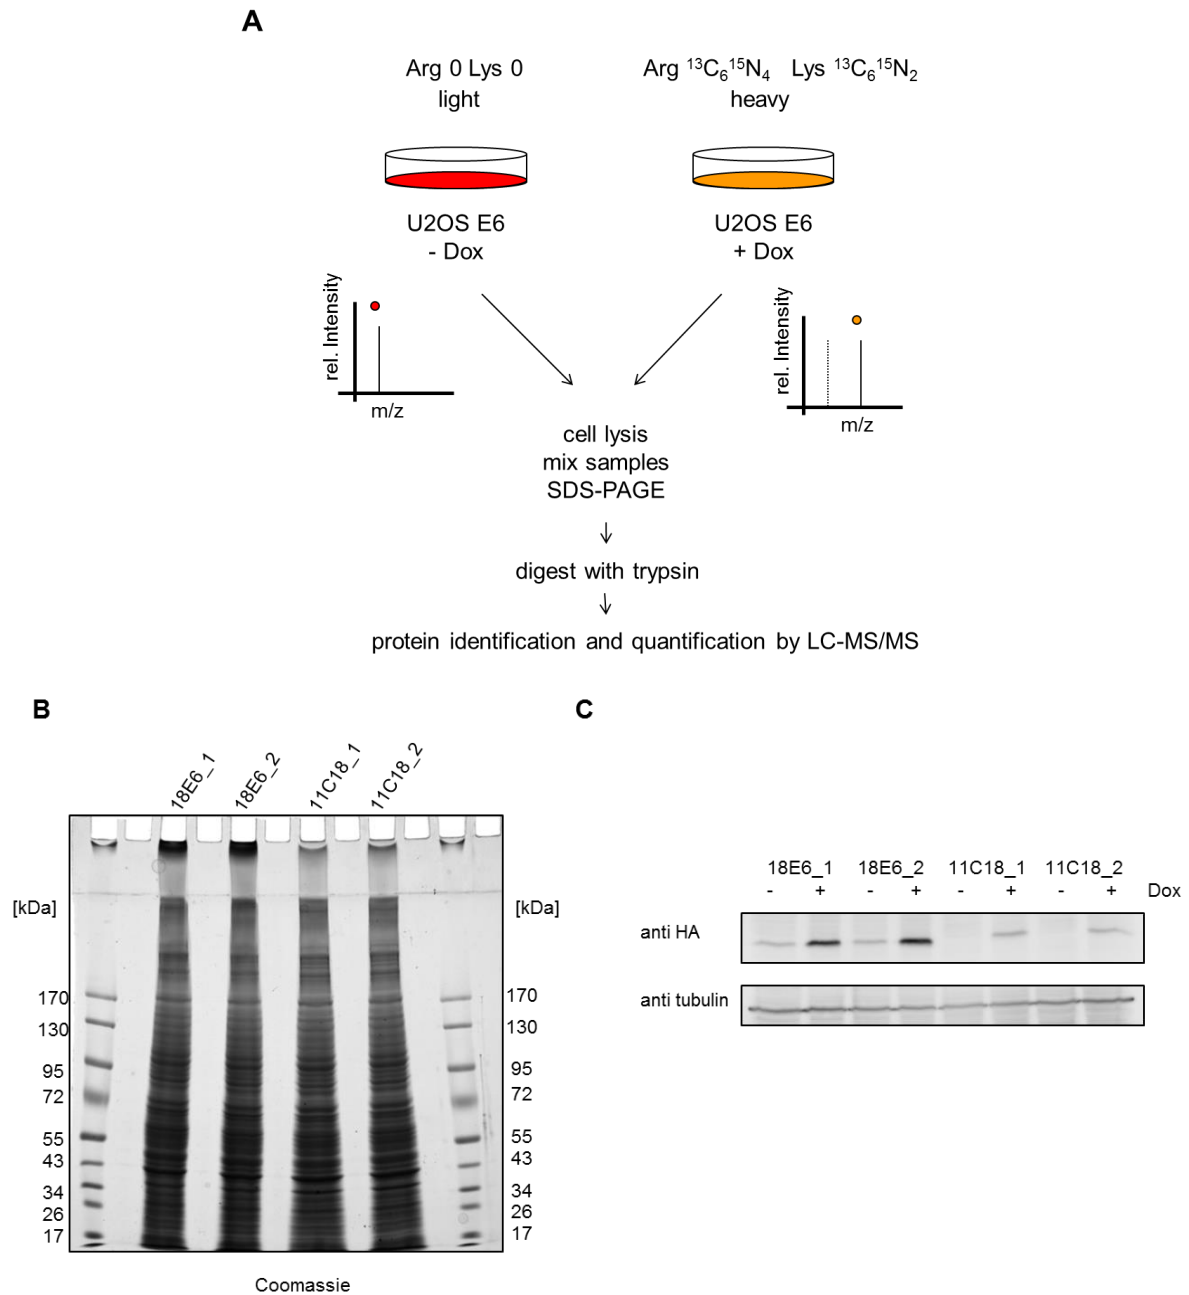 A
Arg 0 Lys 0
light
Arg ¹³C₆¹⁵N₄ Lys ¹³C₆¹⁵N₂
heavy
U2OS E6
- Dox
U2OS E6
+ Dox
rel. Intensity
m/z
rel. Intensity
m/z
cell lysis
mix samples
SDS-PAGE
digest with trypsin
protein identification and quantification by LC-MS/MS
B
18E6_1
18E6_2
11C18_1
11C18_2
[kDa]
170
130
95
72
55
43
34
26
17
[kDa]
170
130
95
72
55
43
34
26
17
Coomassie
C
18E6_1 18E6_2 11C18_1 11C18_2
- + - + - + - + Dox
anti HA
anti tubulin